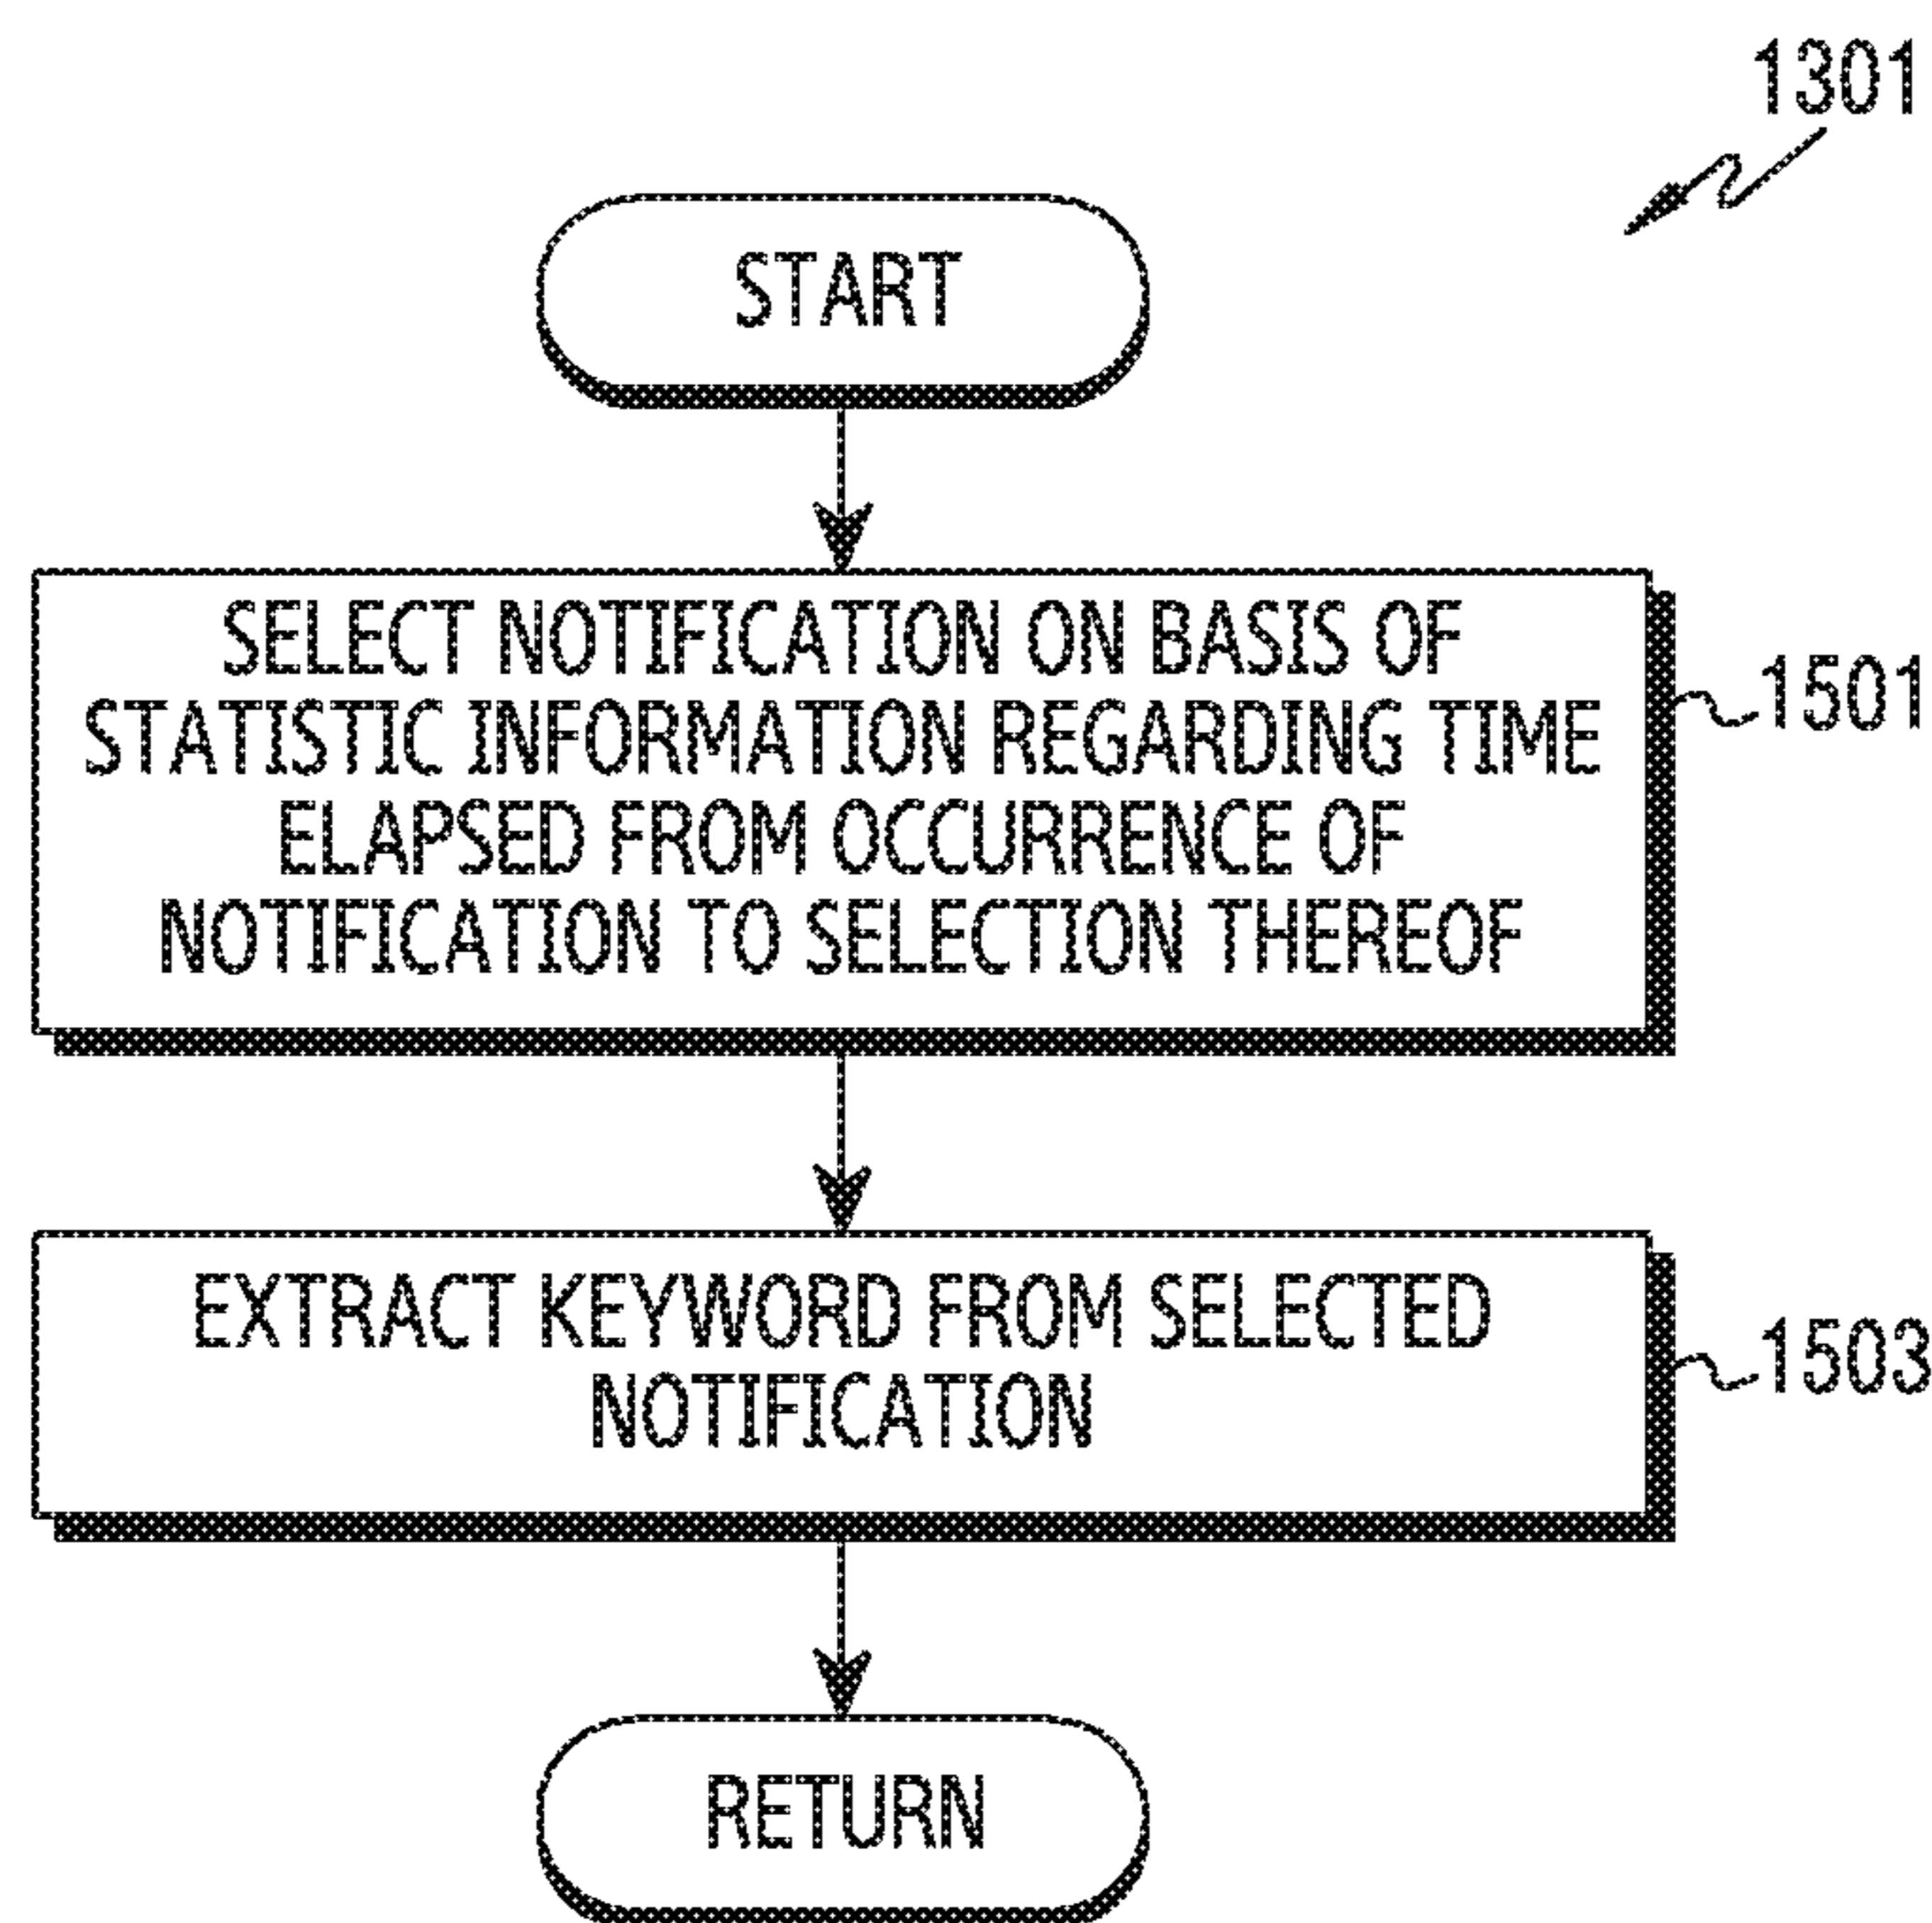 1301
START
SELECT NOTIFICATION ON BASIS OF
STATISTIC INFORMATION REGARDING TIME
ELAPSED FROM OCCURRENCE OF
NOTIFICATION TO SELECTION THEREOF
1501
EXTRACT KEYWORD FROM SELECTED
NOTIFICATION
1503
RETURN